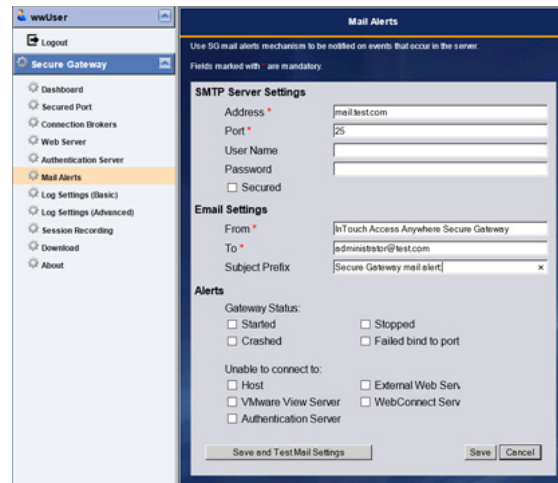 wwUser
Logout
Secure Gateway
Dashboard
Secured Port
Connection Brokers
Web Server
Authentication Server
Mail Alerts
Log Settings (Basic)
Log Settings (Advanced)
Session Recording
Download
About
Mail Alerts
Use SG mail alerts mechanism to be notified on events that occur in the server.
Fields marked with * are mandatory.
SMTP Server Settings
Address * mail.test.com
Port * 25
User Name
Password
Secured
Email Settings
From * InTouch Access Anywhere Secure Gateway
To * administrator@test.com
Subject Prefix Secure Gateway mail alert: ×
Alerts
Gateway Status:
Started Stopped
Crashed Failed bind to port
Unable to connect to:
Host External Web Serv
VMware View Server WebConnect Serv
Authentication Server
Save and Test Mail Settings Save Cancel